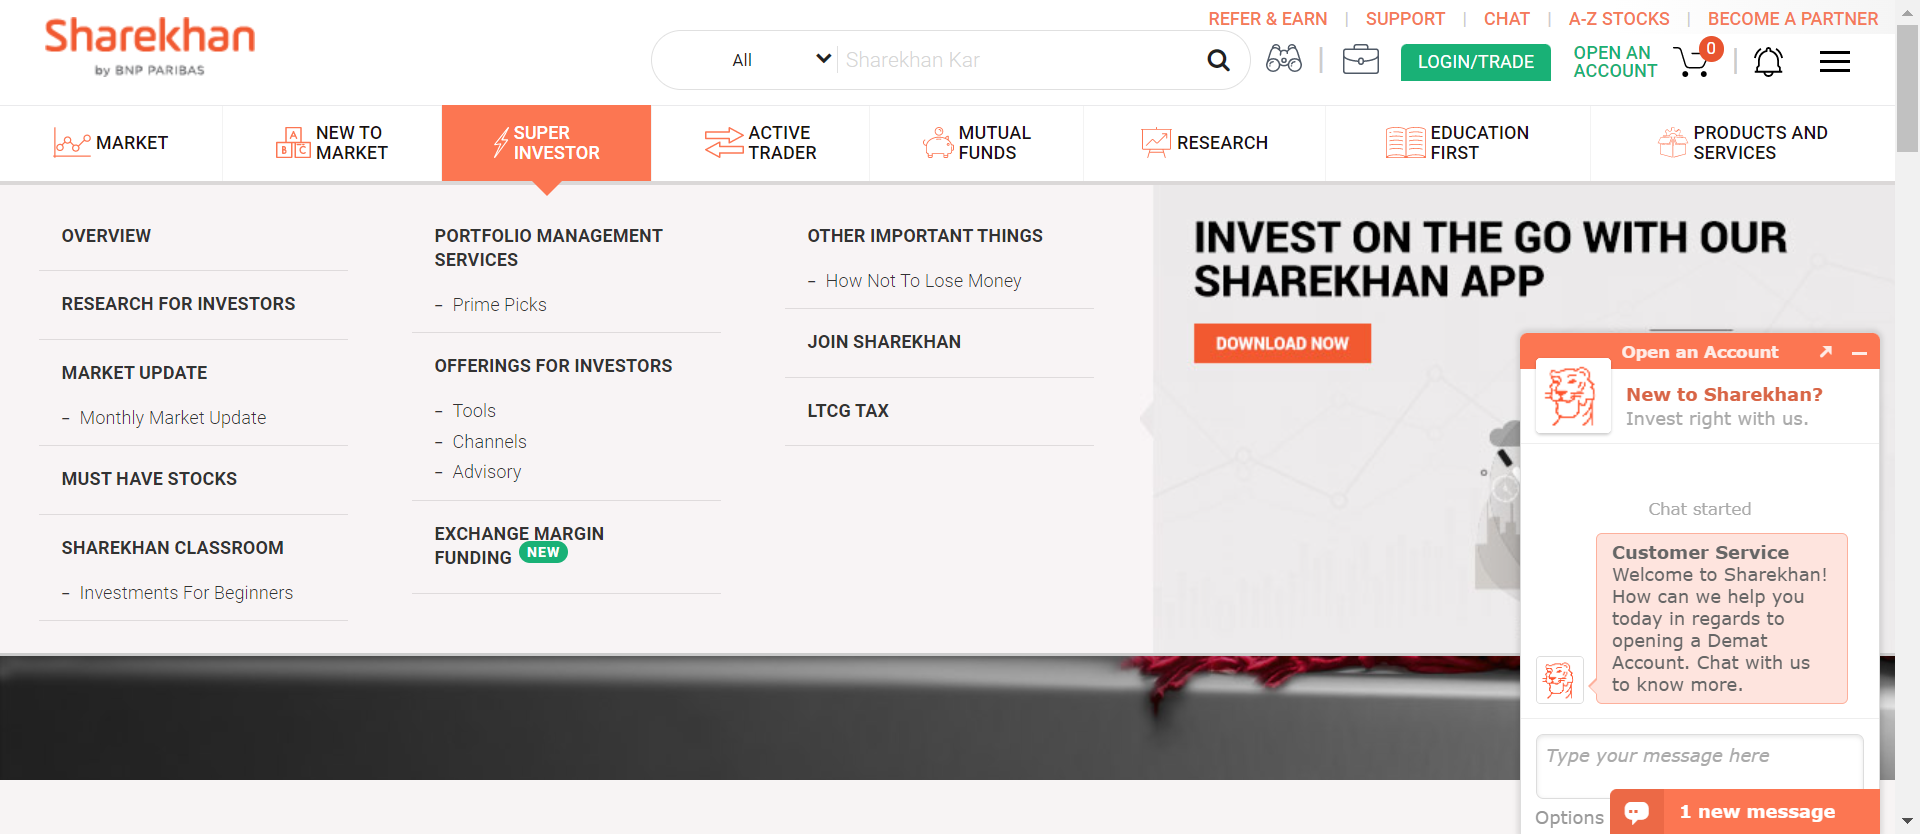 REFER & EARN | SUPPORT | CHAT | A-Z STOCKS | BECOME A PARTNER
Sharekhan
by BNP PARIBAS
All
Sharekhan Kar
LOGIN/TRADE
OPEN AN
ACCOUNT
0
MARKET
NEW TO
MARKET
SUPER
INVESTOR
ACTIVE
TRADER
MUTUAL
FUNDS
RESEARCH
EDUCATION
FIRST
PRODUCTS AND
SERVICES
A
B C
OVERVIEW
RESEARCH FOR INVESTORS
MARKET UPDATE
– Monthly Market Update
MUST HAVE STOCKS
SHAREKHAN CLASSROOM
– Investments For Beginners
PORTFOLIO MANAGEMENT
SERVICES
– Prime Picks
OFFERINGS FOR INVESTORS
– Tools
– Channels
– Advisory
EXCHANGE MARGIN
FUNDING NEW
OTHER IMPORTANT THINGS
– How Not To Lose Money
JOIN SHAREKHAN
LTCG TAX
INVEST ON THE GO WITH OUR
SHAREKHAN APP
DOWNLOAD NOW
Open an Account
New to Sharekhan?
Invest right with us.
Chat started
Customer Service
Welcome to Sharekhan!
How can we help you
today in regards to
opening a Demat
Account. Chat with us
to know more.
Type your message here
Options
1 new message